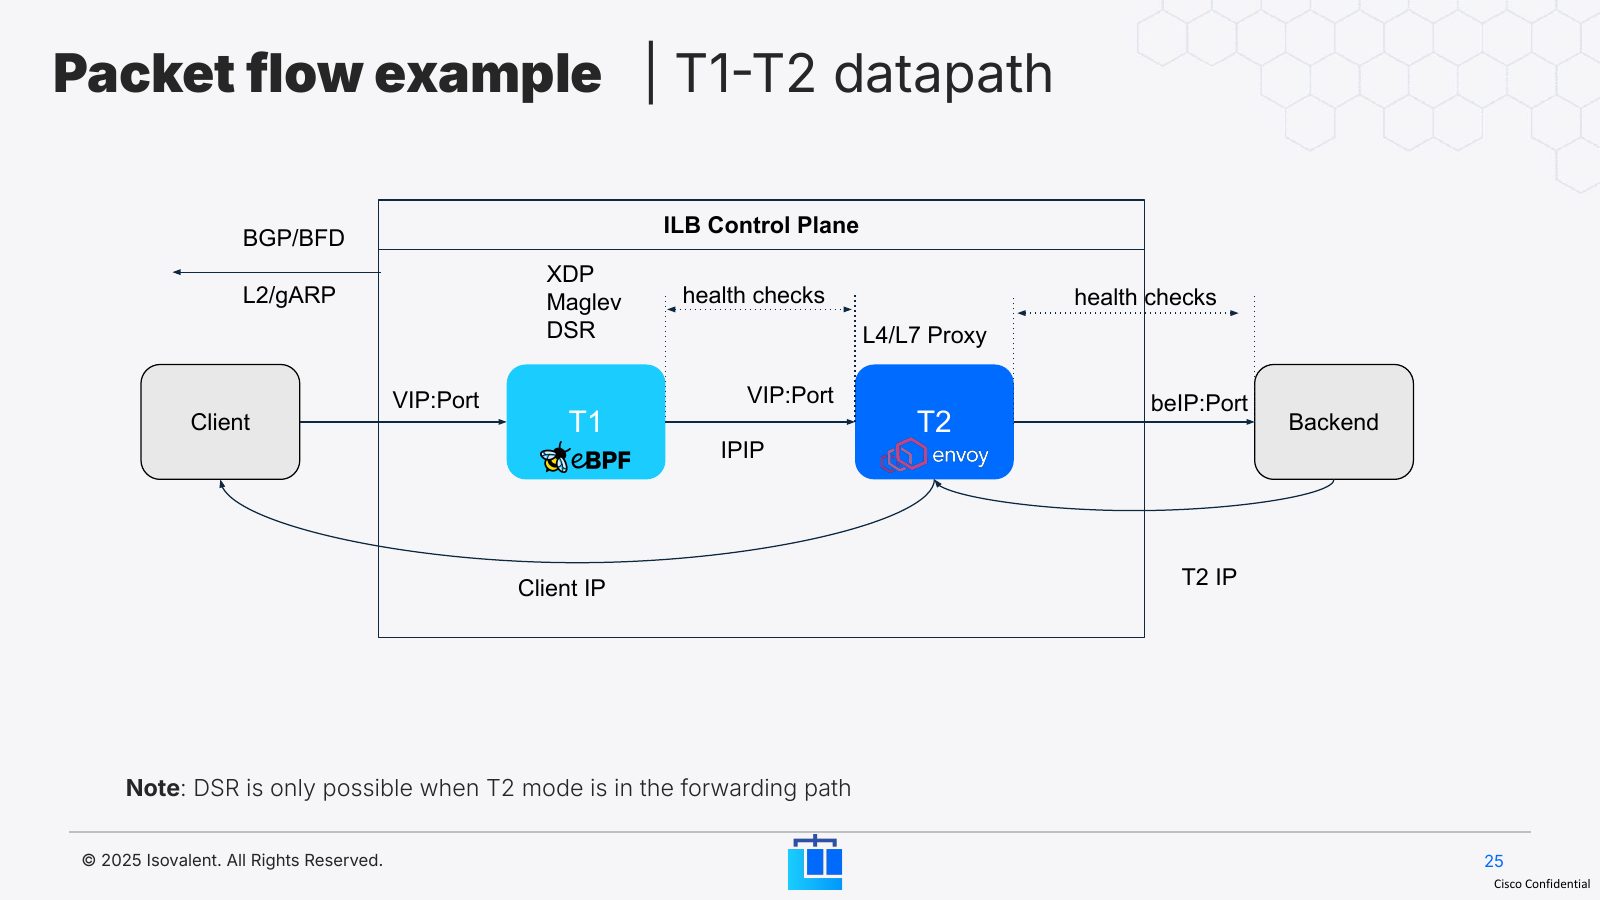 Packet flow example | T1-T2 datapath
ILB Control Plane
BGP/BFD
L2/gARP
XDP
Maglev
DSR
health checks
health checks
L4/L7 Proxy
Client
VIP:Port
T1
eBPF
VIP:Port
IPIP
T2
envoy
beIP:Port
Backend
Client IP
T2 IP
Note: DSR is only possible when T2 mode is in the forwarding path
© 2025 Isovalent. All Rights Reserved.
25
Cisco Confidential